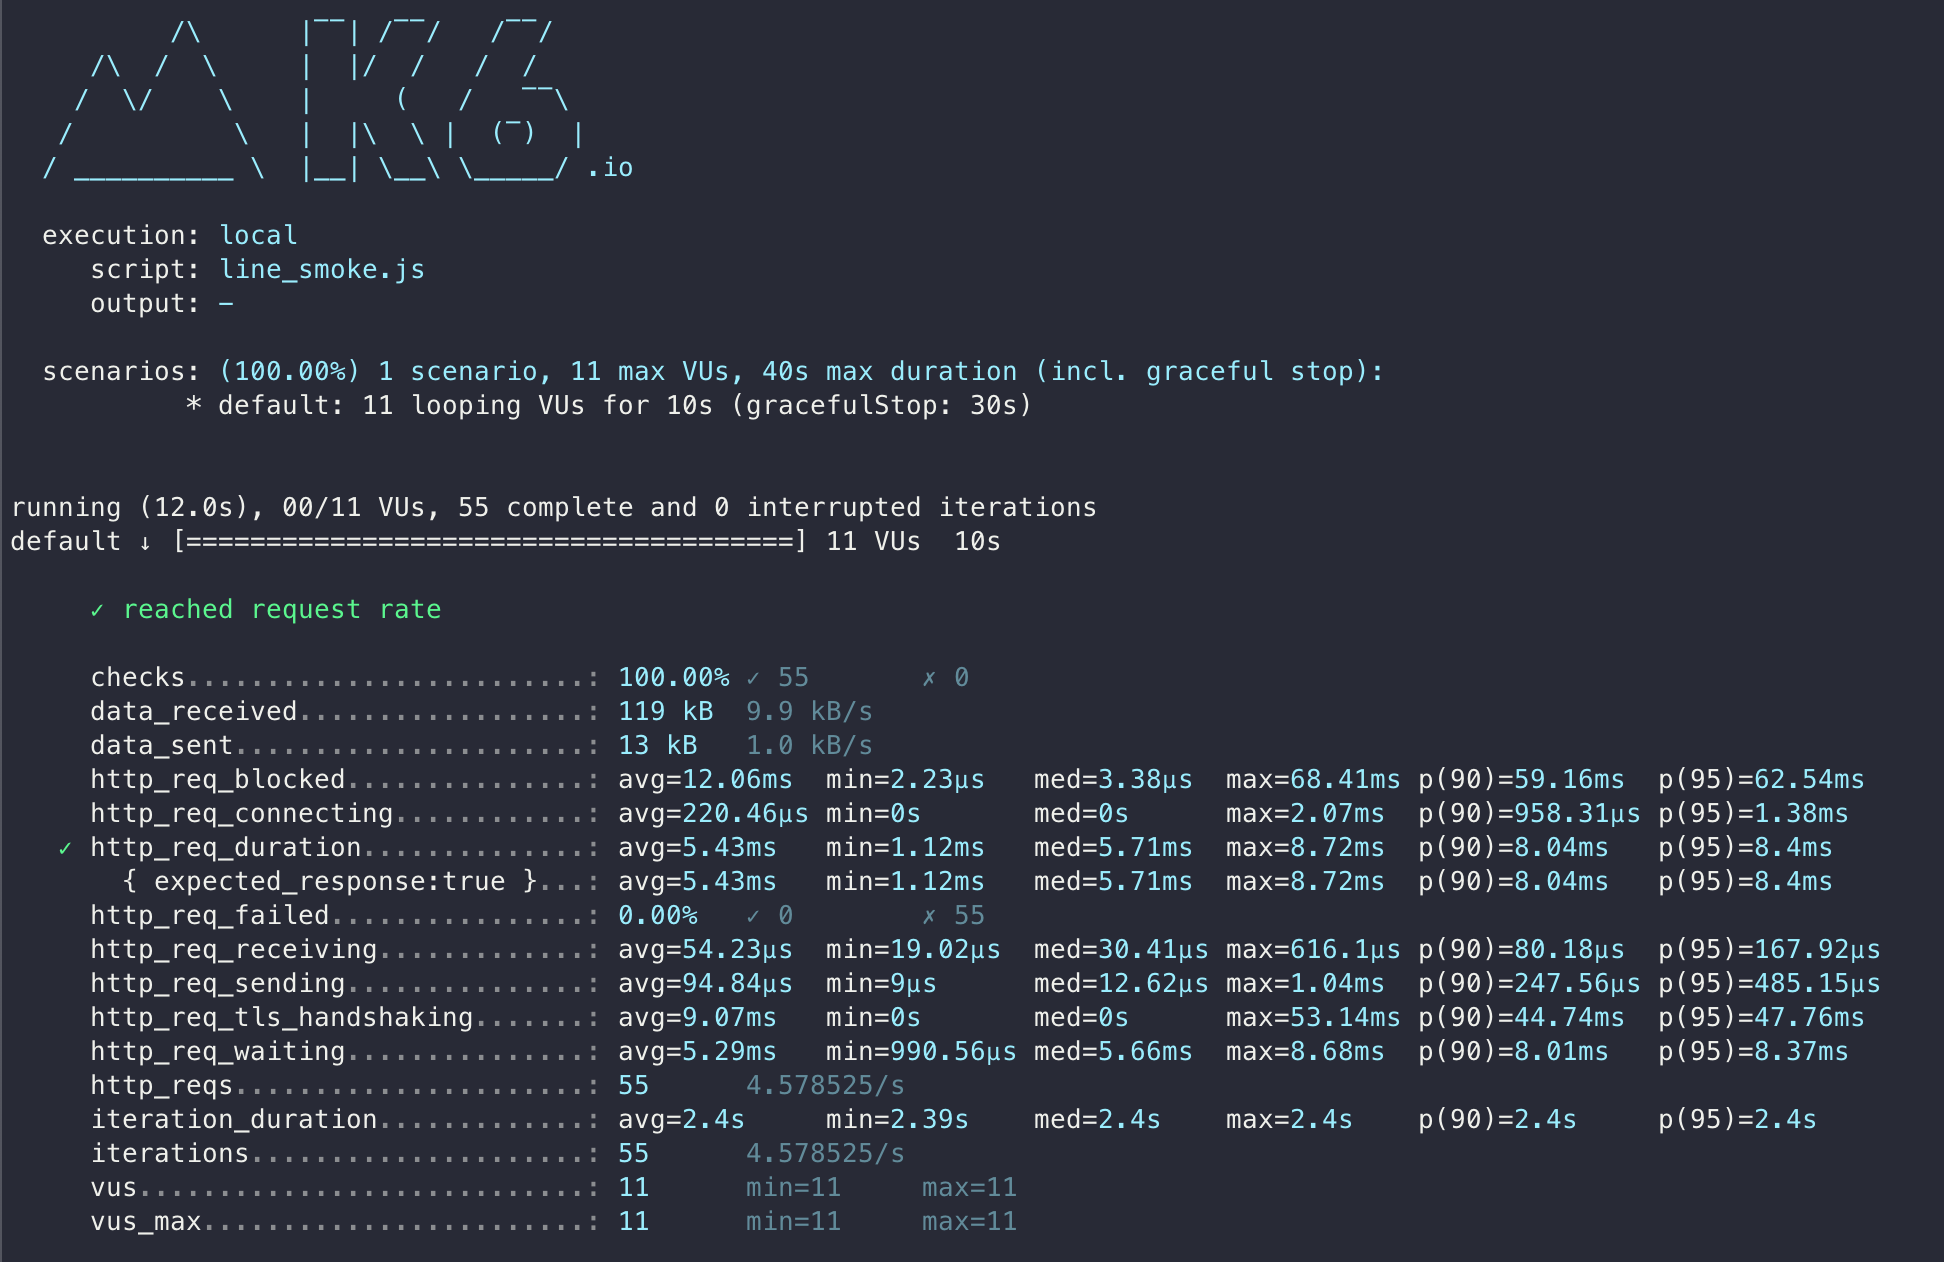 /\      |‾‾| /‾‾/   /‾‾/
     /\  /  \     |  |/  /   /  /
    /  \/    \    |     (   /   ‾‾\
   /          \   |  |\  \ |  (‾)  |
  / __________ \  |__| \__\ \_____/ .io

  execution: local
     script: line_smoke.js
     output: -

  scenarios: (100.00%) 1 scenario, 11 max VUs, 40s max duration (incl. graceful stop):
           * default: 11 looping VUs for 10s (gracefulStop: 30s)


running (12.0s), 00/11 VUs, 55 complete and 0 interrupted iterations
default ↓ [======================================] 11 VUs  10s

     ✓ reached request rate

     checks.........................: 100.00% ✓ 55       ✗ 0
     data_received..................: 119 kB  9.9 kB/s
     data_sent......................: 13 kB   1.0 kB/s
     http_req_blocked...............: avg=12.06ms  min=2.23µs   med=3.38µs  max=68.41ms p(90)=59.16ms  p(95)=62.54ms
     http_req_connecting............: avg=220.46µs min=0s       med=0s      max=2.07ms  p(90)=958.31µs p(95)=1.38ms
   ✓ http_req_duration..............: avg=5.43ms   min=1.12ms   med=5.71ms  max=8.72ms  p(90)=8.04ms   p(95)=8.4ms
       { expected_response:true }...: avg=5.43ms   min=1.12ms   med=5.71ms  max=8.72ms  p(90)=8.04ms   p(95)=8.4ms
     http_req_failed................: 0.00%   ✓ 0        ✗ 55
     http_req_receiving.............: avg=54.23µs  min=19.02µs  med=30.41µs max=616.1µs p(90)=80.18µs  p(95)=167.92µs
     http_req_sending...............: avg=94.84µs  min=9µs      med=12.62µs max=1.04ms  p(90)=247.56µs p(95)=485.15µs
     http_req_tls_handshaking.......: avg=9.07ms   min=0s       med=0s      max=53.14ms p(90)=44.74ms  p(95)=47.76ms
     http_req_waiting...............: avg=5.29ms   min=990.56µs med=5.66ms  max=8.68ms  p(90)=8.01ms   p(95)=8.37ms
     http_reqs......................: 55      4.578525/s
     iteration_duration.............: avg=2.4s     min=2.39s    med=2.4s    max=2.4s    p(90)=2.4s     p(95)=2.4s
     iterations.....................: 55      4.578525/s
     vus............................: 11      min=11     max=11
     vus_max........................: 11      min=11     max=11